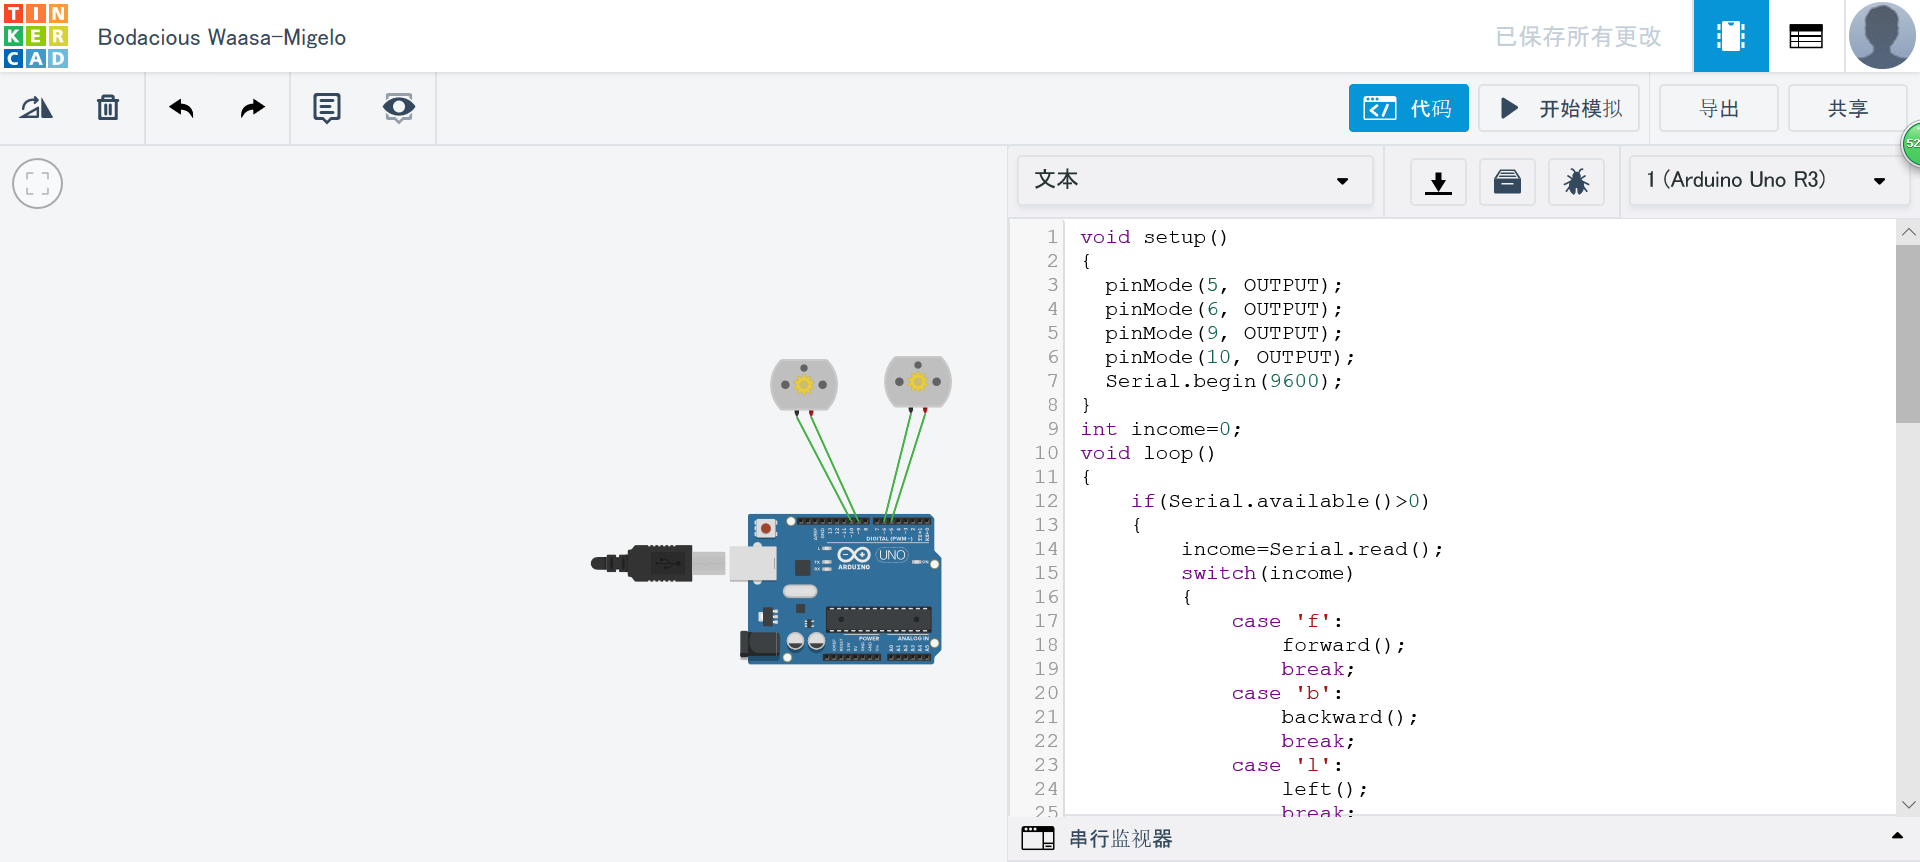 TIN
KER
CAD
Bodacious Waasa-Migelo
已保存所有更改
代码
开始模拟
导出
共享
52
文本
1 (Arduino Uno R3)
1 void setup()
2 {
3 pinMode(5, OUTPUT);
4 pinMode(6, OUTPUT);
5 pinMode(9, OUTPUT);
6 pinMode(10, OUTPUT);
7 Serial.begin(9600);
8 }
9 int income=0;
10 void loop()
11 {
12 if(Serial.available()>0)
13 {
14 income=Serial.read();
15 switch(income)
16 {
17 case 'f':
18 forward();
19 break;
20 case 'b':
21 backward();
22 break;
23 case 'l':
24 left();
25 break;
DIGITAL (PWM~)
UNO
ARDUINO
POWER
ANALOG IN
串行监视器